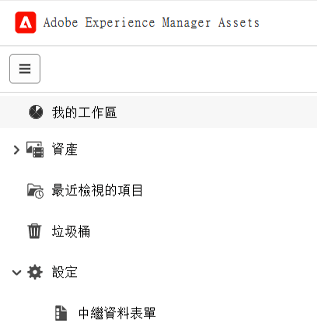 Adobe Experience Manager Assets
我的工作區
資產
最近檢視的項目
垃圾桶
設定
中繼資料表單